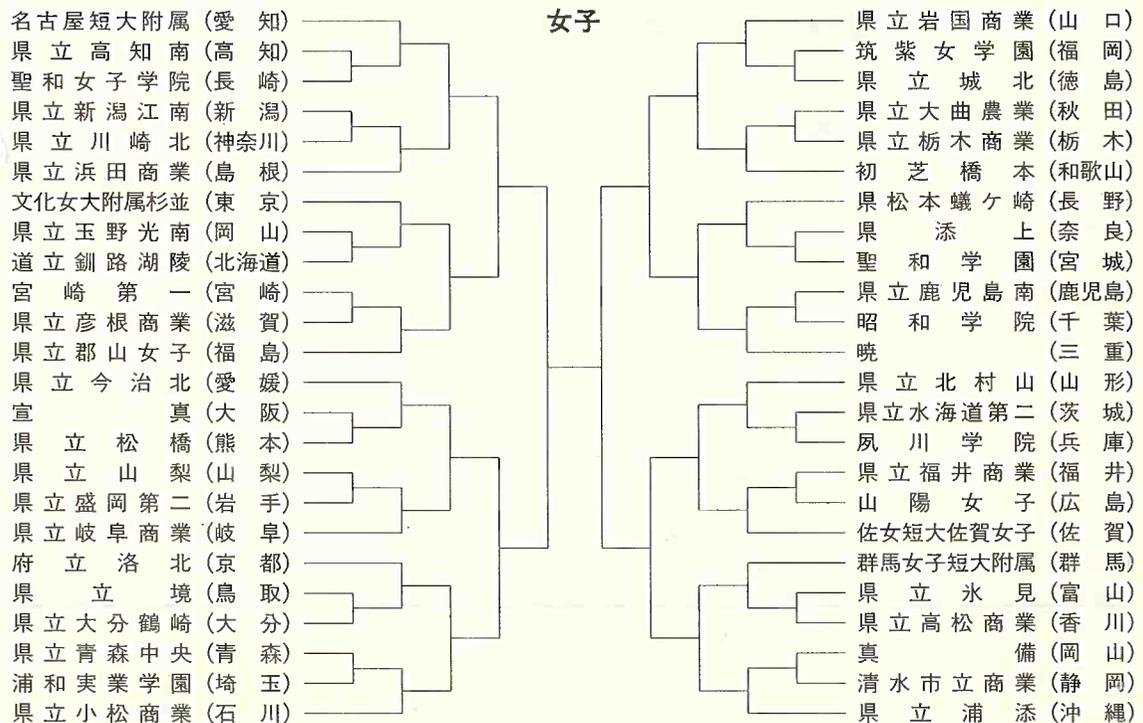 女子
名古屋短大附属(愛知)
県立高知南(高知)
聖和女子学院(長崎)
県立新潟江南(新潟)
県立川崎北(神奈川)
県立浜田商業(島根)
文化女大附属杉並(東京)
県立玉野光南(岡山)
道立釧路湖陵(北海道)
宮崎第一(宮崎)
県立彦根商業(滋賀)
県立郡山女子(福島)
県立今治北(愛媛)
宣真(大阪)
県立松橋(熊本)
県立山梨(山梨)
県立盛岡第二(岩手)
県立岐阜商業(岐阜)
府立洛北(京都)
県立境(鳥取)
県立大分鶴崎(大分)
県立青森中央(青森)
浦和実業学園(埼玉)
県立小松商業(石川)
県立岩国商業(山口)
筑紫女学園(福岡)
県立城北(徳島)
県立大曲農業(秋田)
県立栃木商業(栃木)
初芝橋本(和歌山)
県松本蟻ケ崎(長野)
県添上(奈良)
聖和学園(宮城)
県立鹿児島南(鹿児島)
昭和学院(千葉)
暁(三重)
県立北村山(山形)
県立水海道第二(茨城)
夙川学院(兵庫)
県立福井商業(福井)
山陽女子(広島)
佐女短大佐賀女子(佐賀)
群馬女子短大附属(群馬)
県立氷見(富山)
県立高松商業(香川)
真備(岡山)
清水市立商業(静岡)
県立浦添(沖縄)